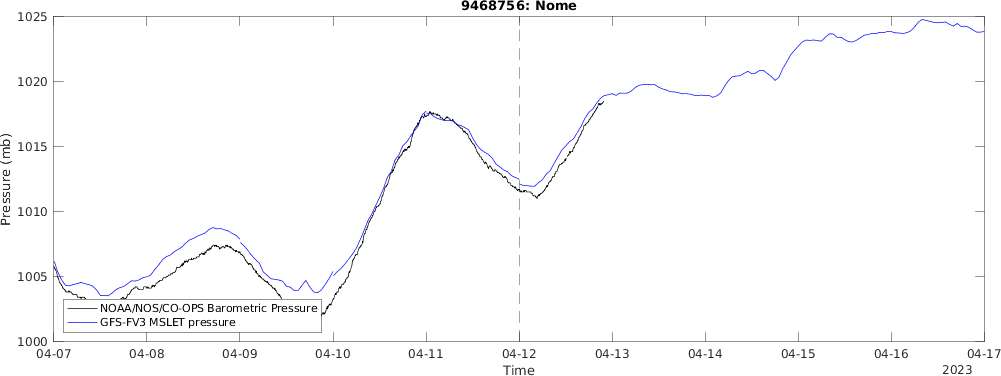 9468756: Nome
1025
1020
1015
1010
1005
1000
Pressure (mb)
NOAA/NOS/CO-OPS Barometric Pressure
GFS-FV3 MSLET pressure
04-07 04-08 04-09 04-10 04-11 04-12 04-13 04-14 04-15 04-16 04-17
Time
2023